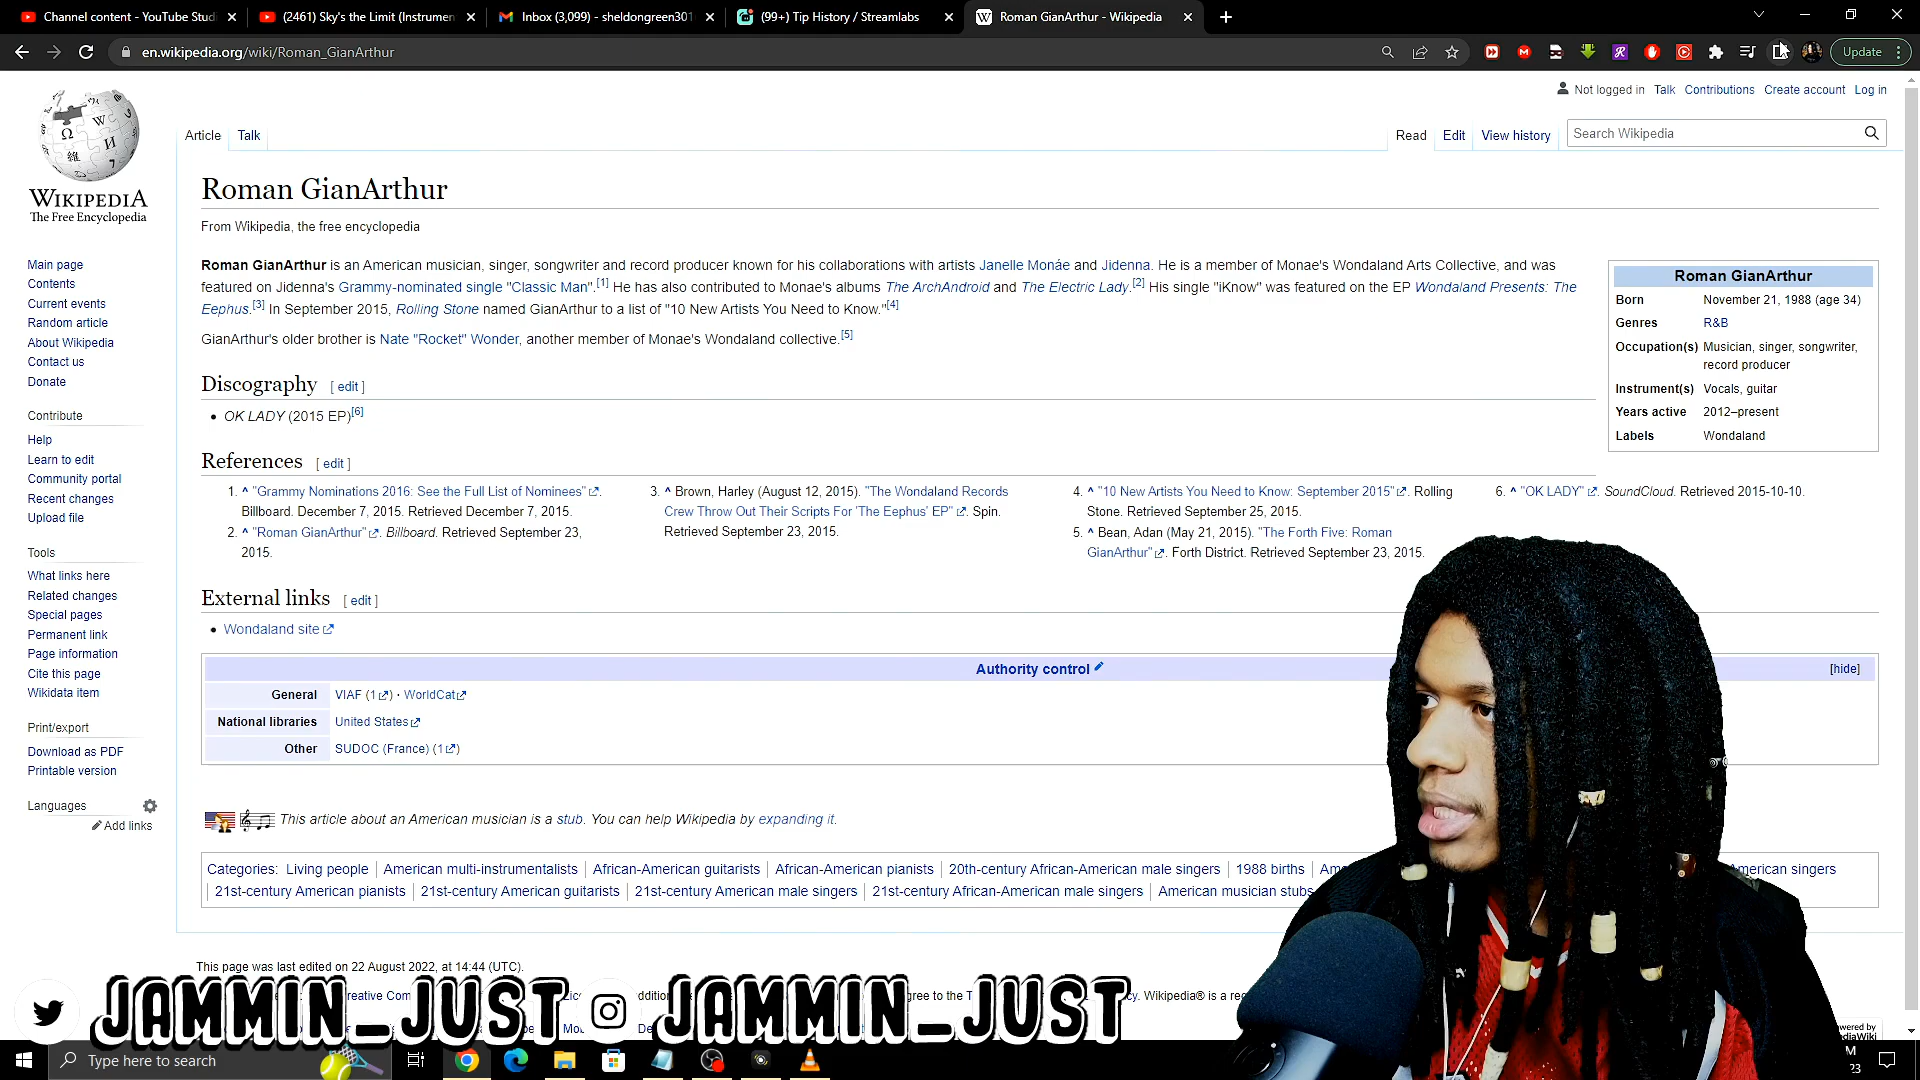 Channel content - YouTube Studi
(2461) Sky's the Limit (Instrumen
Inbox (3,099) - sheldongreen301
(99+) Tip History / Streamlabs
Roman GianArthur - Wikipedia
en.wikipedia.org/wiki/Roman_GianArthur
Update
Not logged in Talk Contributions Create account Log in
Article Talk
Read Edit View history
Search Wikipedia
WIKIPEDIA
The Free Encyclopedia
Main page
Contents
Current events
Random article
About Wikipedia
Contact us
Donate
Contribute
Help
Learn to edit
Community portal
Recent changes
Upload file
Tools
What links here
Related changes
Special pages
Permanent link
Page information
Cite this page
Wikidata item
Print/export
Download as PDF
Printable version
Languages
Add links
Roman GianArthur
From Wikipedia, the free encyclopedia
Roman GianArthur is an American musician, singer, songwriter and record producer known for his collaborations with artists Janelle Monáe and Jidenna. He is a member of Monae's Wondaland Arts Collective, and was
featured on Jidenna's Grammy-nominated single "Classic Man".[1] He has also contributed to Monae's albums The ArchAndroid and The Electric Lady.[2] His single "iKnow" was featured on the EP Wondaland Presents: The
Eephus.[3] In September 2015, Rolling Stone named GianArthur to a list of "10 New Artists You Need to Know."[4]
GianArthur's older brother is Nate "Rocket" Wonder, another member of Monae's Wondaland collective.[5]
Roman GianArthur
Born November 21, 1988 (age 34)
Genres R&B
Occupation(s) Musician, singer, songwriter,
record producer
Instrument(s) Vocals, guitar
Years active 2012–present
Labels Wondaland
Discography [ edit ]
• OK LADY (2015 EP)[6]
References [ edit ]
1. ^ "Grammy Nominations 2016: See the Full List of Nominees".
Billboard. December 7, 2015. Retrieved December 7, 2015.
2. ^ "Roman GianArthur". Billboard. Retrieved September 23,
2015.
3. ^ Brown, Harley (August 12, 2015). "The Wondaland Records
Crew Throw Out Their Scripts For 'The Eephus' EP". Spin.
Retrieved September 23, 2015.
4. ^ "10 New Artists You Need to Know: September 2015". Rolling
Stone. Retrieved September 25, 2015.
5. ^ Bean, Adan (May 21, 2015). "The Forth Five: Roman
GianArthur". Forth District. Retrieved September 23, 2015.
6. ^ "OK LADY". SoundCloud. Retrieved 2015-10-10.
External links [ edit ]
• Wondaland site
Authority control
[hide]
General VIAF (1) · WorldCat
National libraries United States
Other SUDOC (France) (1)
This article about an American musician is a stub. You can help Wikipedia by expanding it.
Categories: Living people American multi-instrumentalists African-American guitarists African-American pianists 20th-century African-American male singers 1988 births American singers
21st-century American pianists 21st-century American guitarists 21st-century American male singers 21st-century African-American male singers American musician stubs
This page was last edited on 22 August 2022, at 14:44 (UTC).
Wikipedia® is a
JAMMIN_JUST JAMMIN_JUST
Type here to search